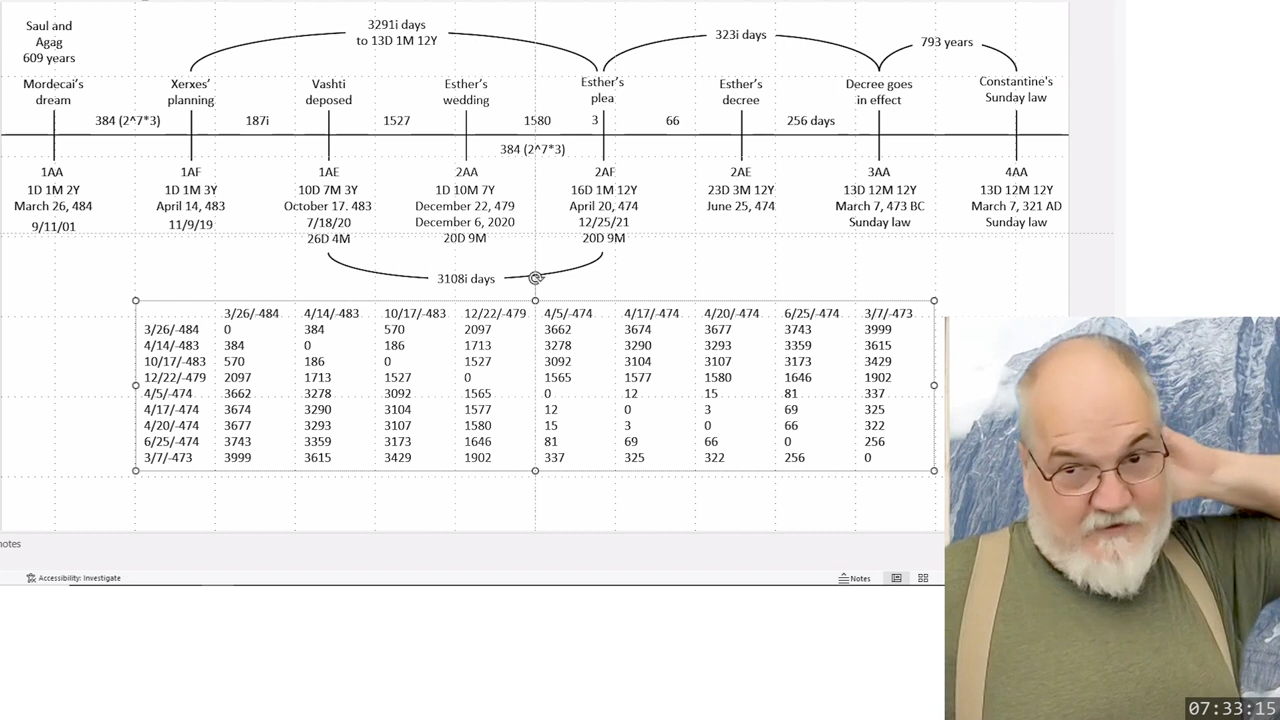 Saul and
Agag
609 years
3291i days
to 13D 1M 12Y
323i days
793 years
Mordecai's
dream
Xerxes'
planning
Vashti
deposed
Esther's
wedding
Esther's
plea
Esther's
decree
Decree goes
in effect
Constantine's
Sunday law
384 (2^7*3) 187i 1527 1580 3 66 256 days
384 (2^7*3)
1AA 1AF 1AE 2AA 2AF 2AE 3AA 4AA
1D 1M 2Y 1D 1M 3Y 10D 7M 3Y 1D 10M 7Y 16D 1M 12Y 23D 3M 12Y 13D 12M 12Y 13D 12M 12Y
March 26, 484 April 14, 483 October 17. 483 December 22, 479 April 20, 474 June 25, 474 March 7, 473 BC March 7, 321 AD
9/11/01 11/9/19 7/18/20 December 6, 2020 12/25/21 Sunday law Sunday law
26D 4M 20D 9M 20D 9M
3108i days
3/26/-484 4/14/-483 10/17/-483 12/22/-479 4/5/-474 4/17/-474 4/20/-474 6/25/-474 3/7/-473
3/26/-484 0 384 570 2097 3662 3674 3677 3743 3999
4/14/-483 384 0 186 1713 3278 3290 3293 3359 3615
10/17/-483 570 186 0 1527 3092 3104 3107 3173 3429
12/22/-479 2097 1713 1527 0 1565 1577 1580 1646 1902
4/5/-474 3662 3278 3092 1565 0 12 15 81 337
4/17/-474 3674 3290 3104 1577 12 0 3 69 325
4/20/-474 3677 3293 3107 1580 15 3 0 66 322
6/25/-474 3743 3359 3173 1646 81 69 66 0 256
3/7/-473 3999 3615 3429 1902 337 325 322 256 0
notes
Accessibility: Investigate
Notes
07:33:15